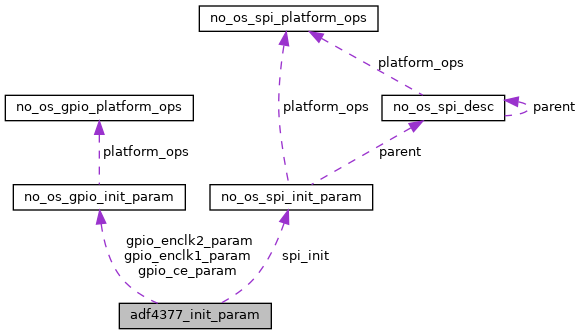 no_os_spi_platform_ops
platform_ops
no_os_gpio_platform_ops
platform_ops
no_os_spi_desc
parent
platform_ops
parent
no_os_gpio_init_param
no_os_spi_init_param
gpio_enclk2_param
gpio_enclk1_param
gpio_ce_param
spi_init
adf4377_init_param